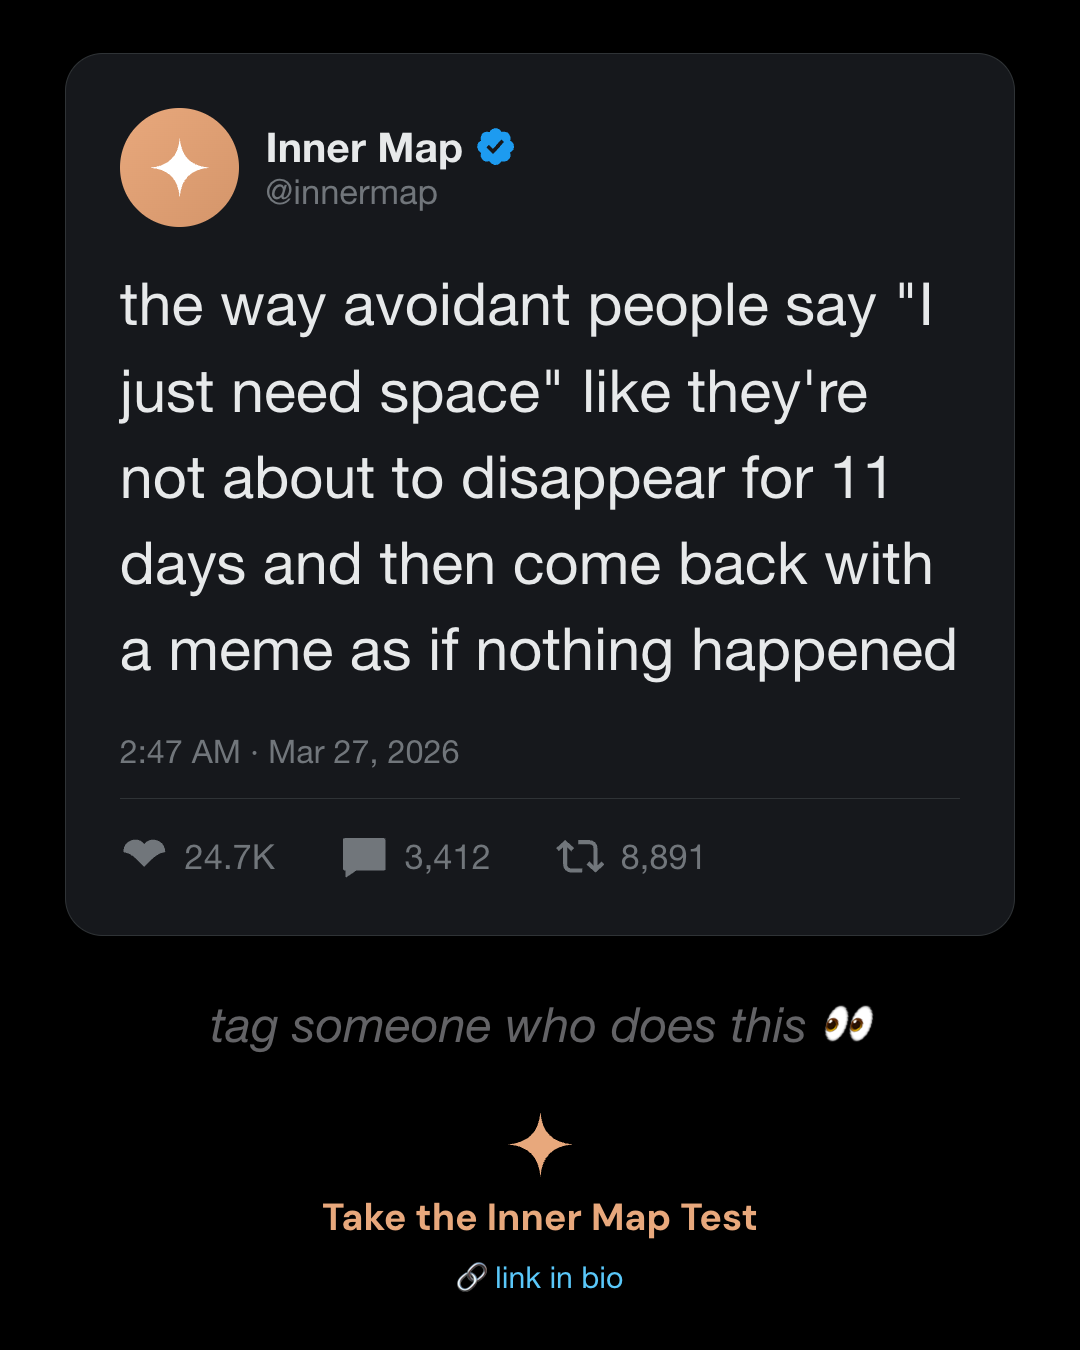 Inner Map
@innermap
the way avoidant people say "I
just need space" like they're
not about to disappear for 11
days and then come back with
a meme as if nothing happened
2:47 AM · Mar 27, 2026
24.7K 3,412 8,891
tag someone who does this 👀
Take the Inner Map Test
🔗 link in bio